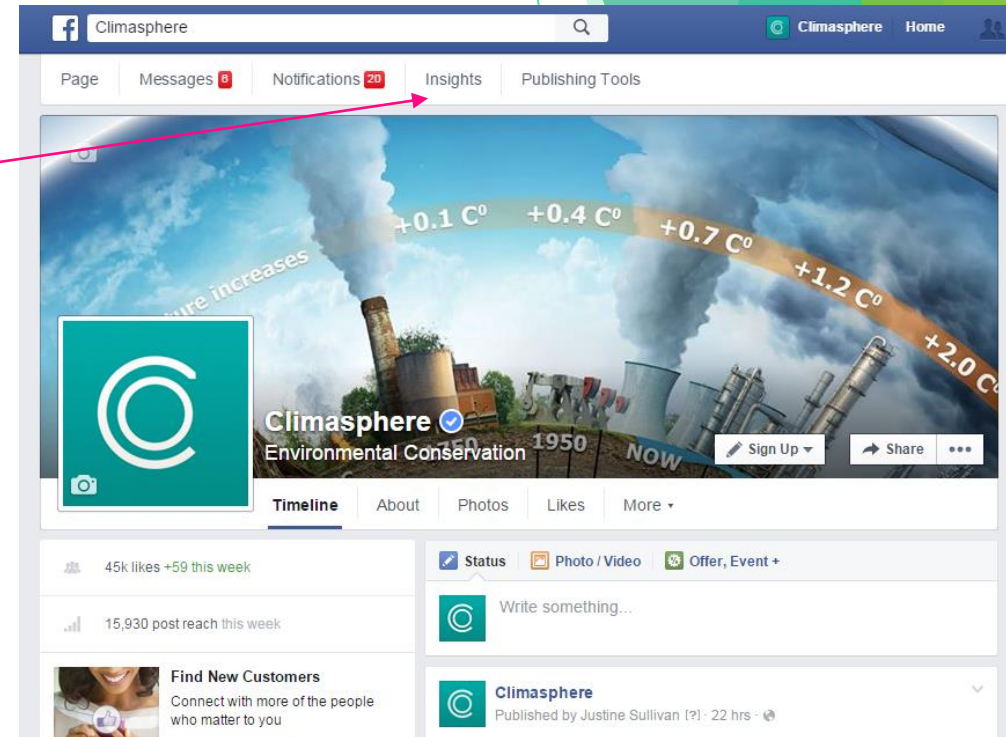 Climasphere
Climasphere Home
Page Messages 6 Notifications 20 Insights Publishing Tools
ure increases +0.1 C⁰ +0.4 C⁰ +0.7 C⁰ +1.2 C⁰ +2.0 C⁰
Climasphere
Environmental Conservation
1950 NOW
Sign Up
Share
Timeline About Photos Likes More
45k likes +59 this week
15,930 post reach this week
Find New Customers
Connect with more of the people
who matter to you
Status Photo / Video Offer, Event +
Write something...
Climasphere
Published by Justine Sullivan [?] · 22 hrs ·